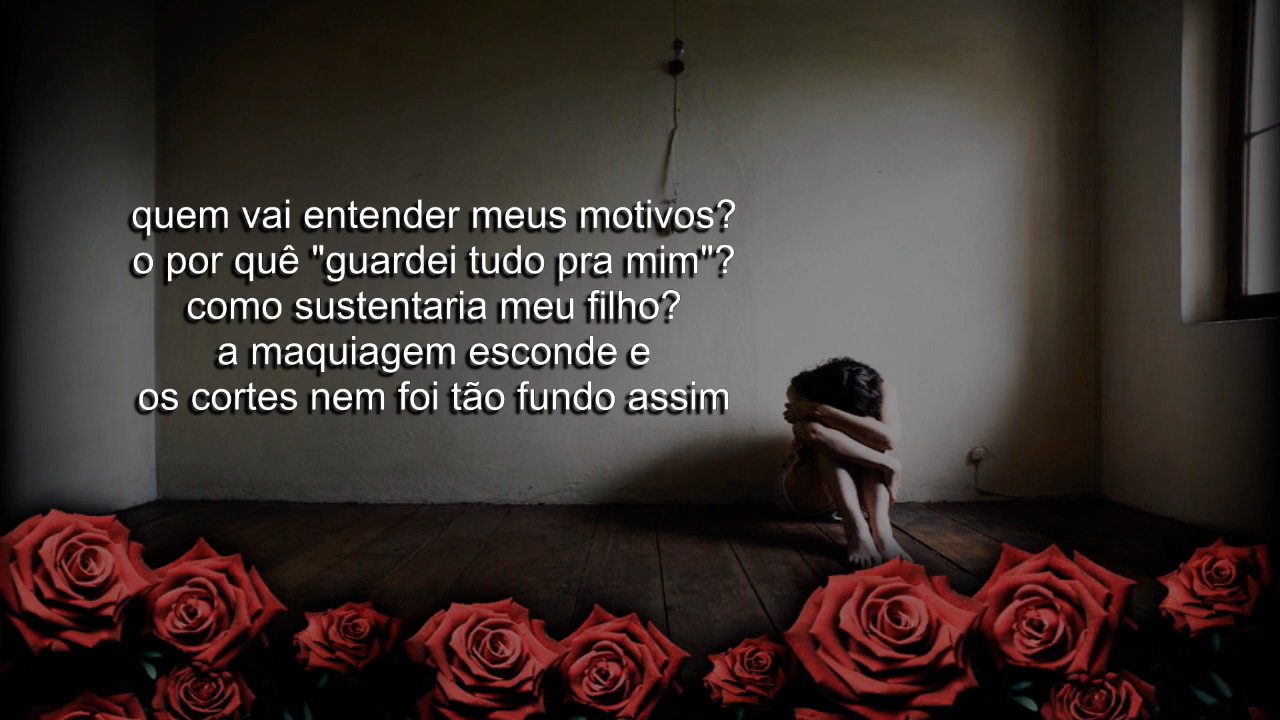 quem vai entender meus motivos?
o por quê "guardei tudo pra mim"?
como sustentaria meu filho?
a maquiagem esconde e
os cortes nem foi tão fundo assim